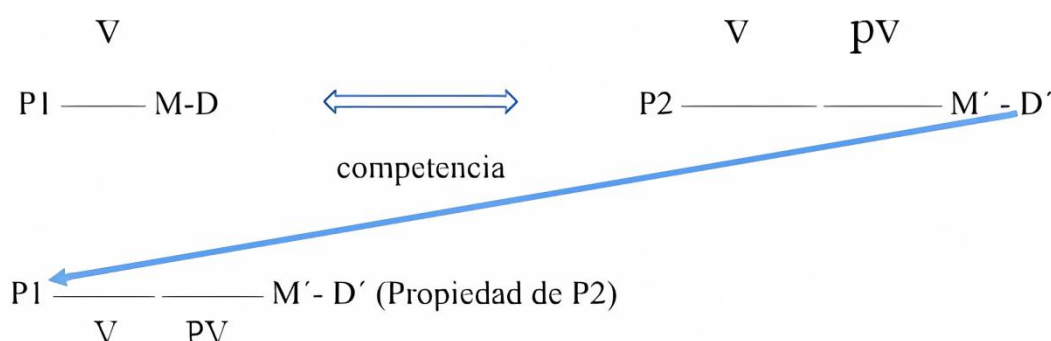 v v pv
P1 M-D P2 M´ - D´
competencia
P1 M´- D´ (Propiedad de P2)
V PV